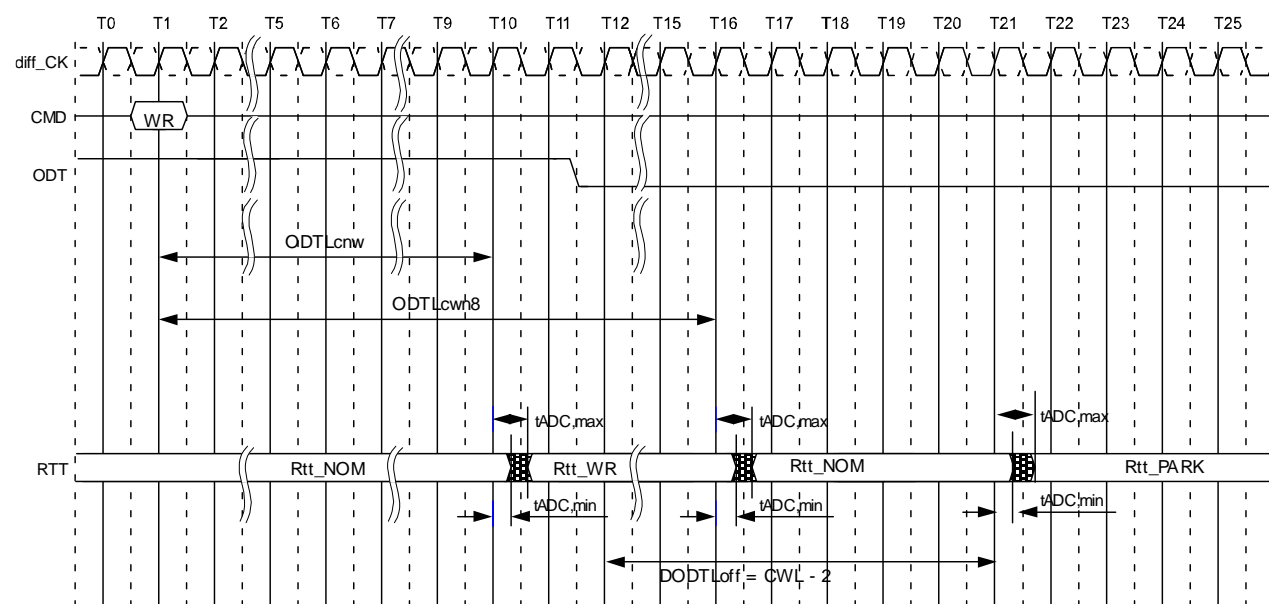 T0 T1 T2 T5 T6 T7 T9 T10 T11 T12 T15 T16 T17 T18 T19 T20 T21 T22 T23 T24 T25
diff_CK
CMD WR
ODT
ODTLcnw
ODTLcwn8
tADC,max tADC,max tADC,max
RTT Rtt_NOM Rtt_WR Rtt_NOM Rtt_PARK
tADC,min tADC,min tADC,min
DODTLoff = CWL - 2